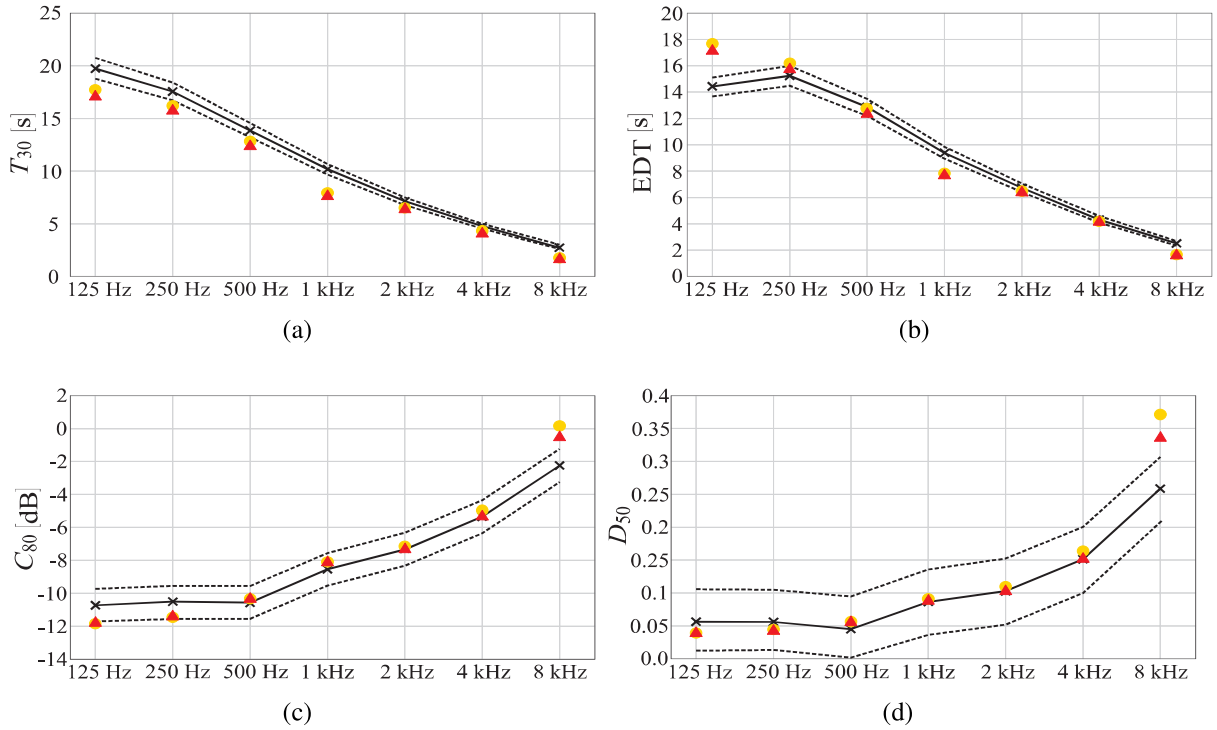 25
20
15
10
5
0
T30 [s]
125 Hz 250 Hz 500 Hz 1 kHz 2 kHz 4 kHz 8 kHz
(a)
20
18
16
14
12
10
8
6
4
2
0
EDT [s]
125 Hz 250 Hz 500 Hz 1 kHz 2 kHz 4 kHz 8 kHz
(b)
2
0
-2
-4
-6
-8
-10
-12
-14
C80 [dB]
125 Hz 250 Hz 500 Hz 1 kHz 2 kHz 4 kHz 8 kHz
(c)
0.4
0.35
0.3
0.25
0.2
0.25
0.1
0.05
0.0
D50
125 Hz 250 Hz 500 Hz 1 kHz 2 kHz 4 kHz 8 kHz
(d)